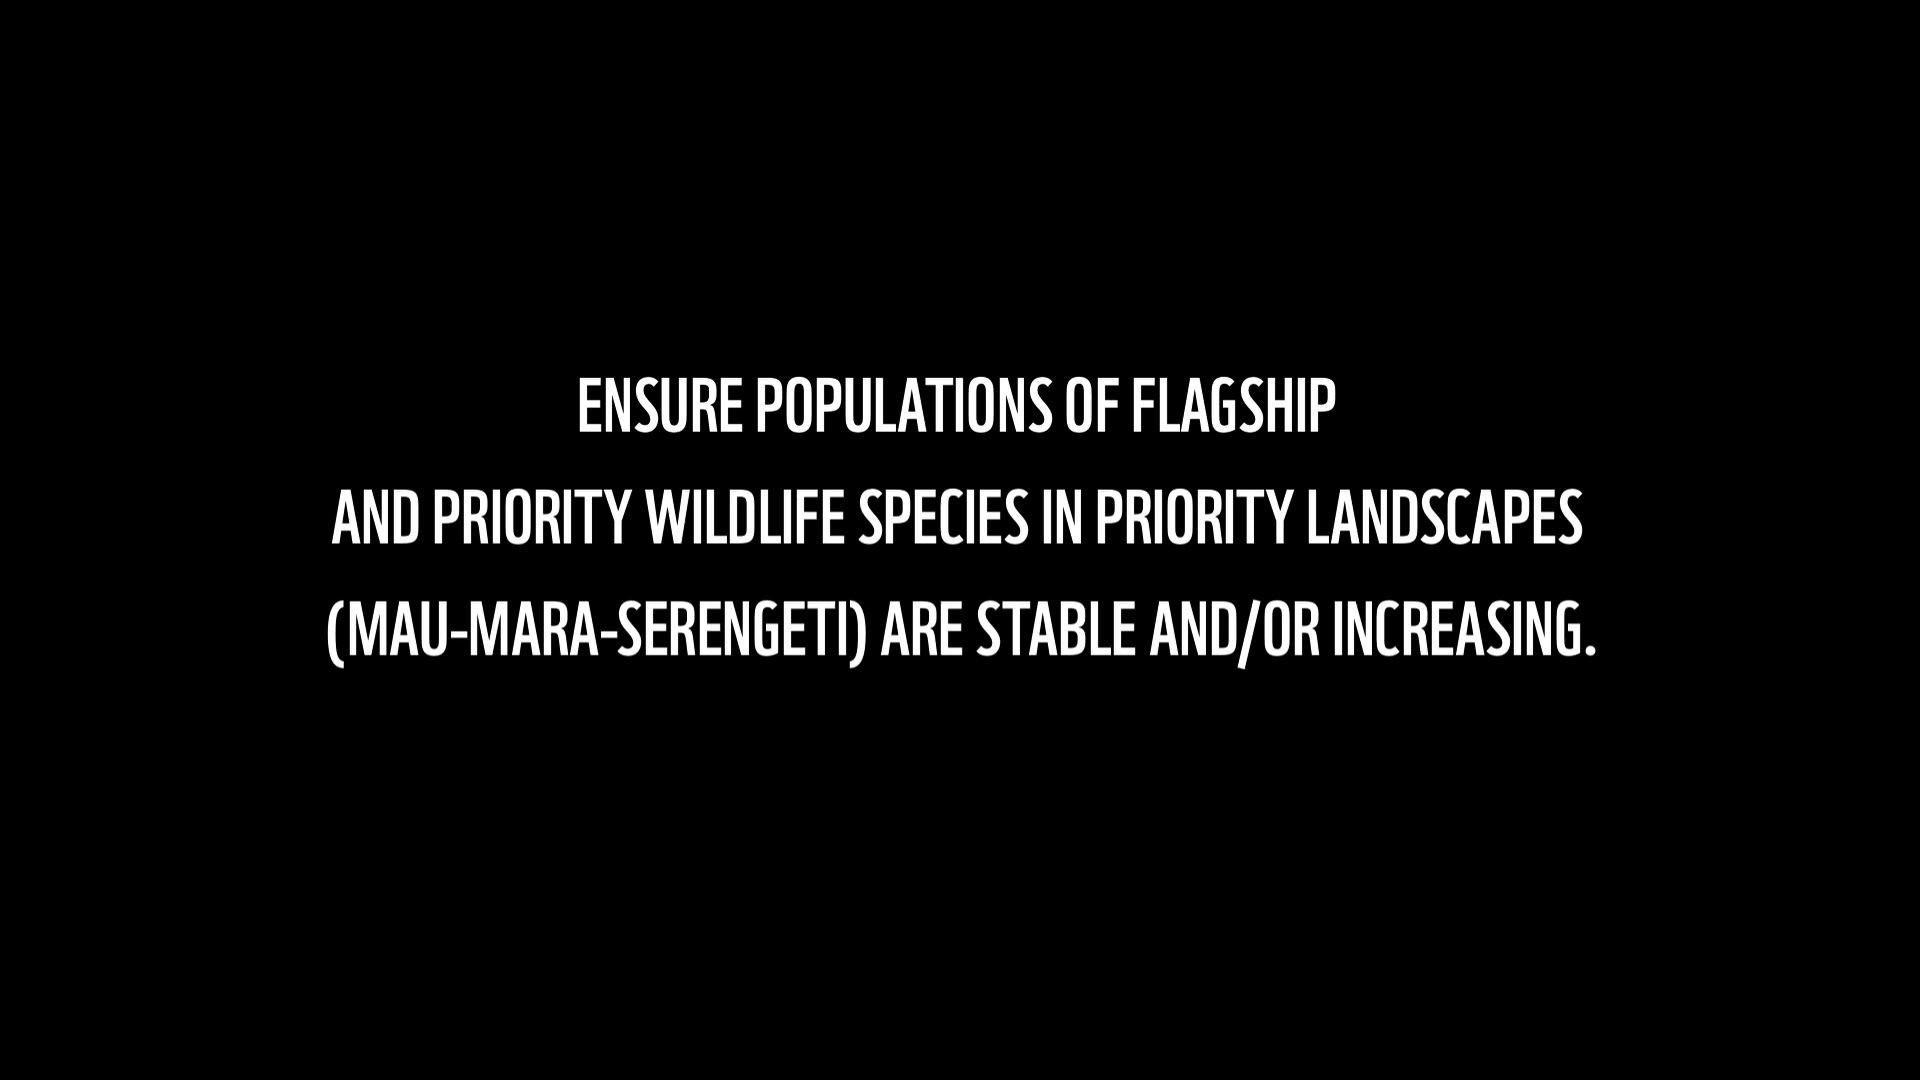 ENSURE POPULATIONS OF FLAGSHIP
AND PRIORITY WILDLIFE SPECIES IN PRIORITY LANDSCAPES
(MAU-MARA-SERENGETI) ARE STABLE AND/OR INCREASING.